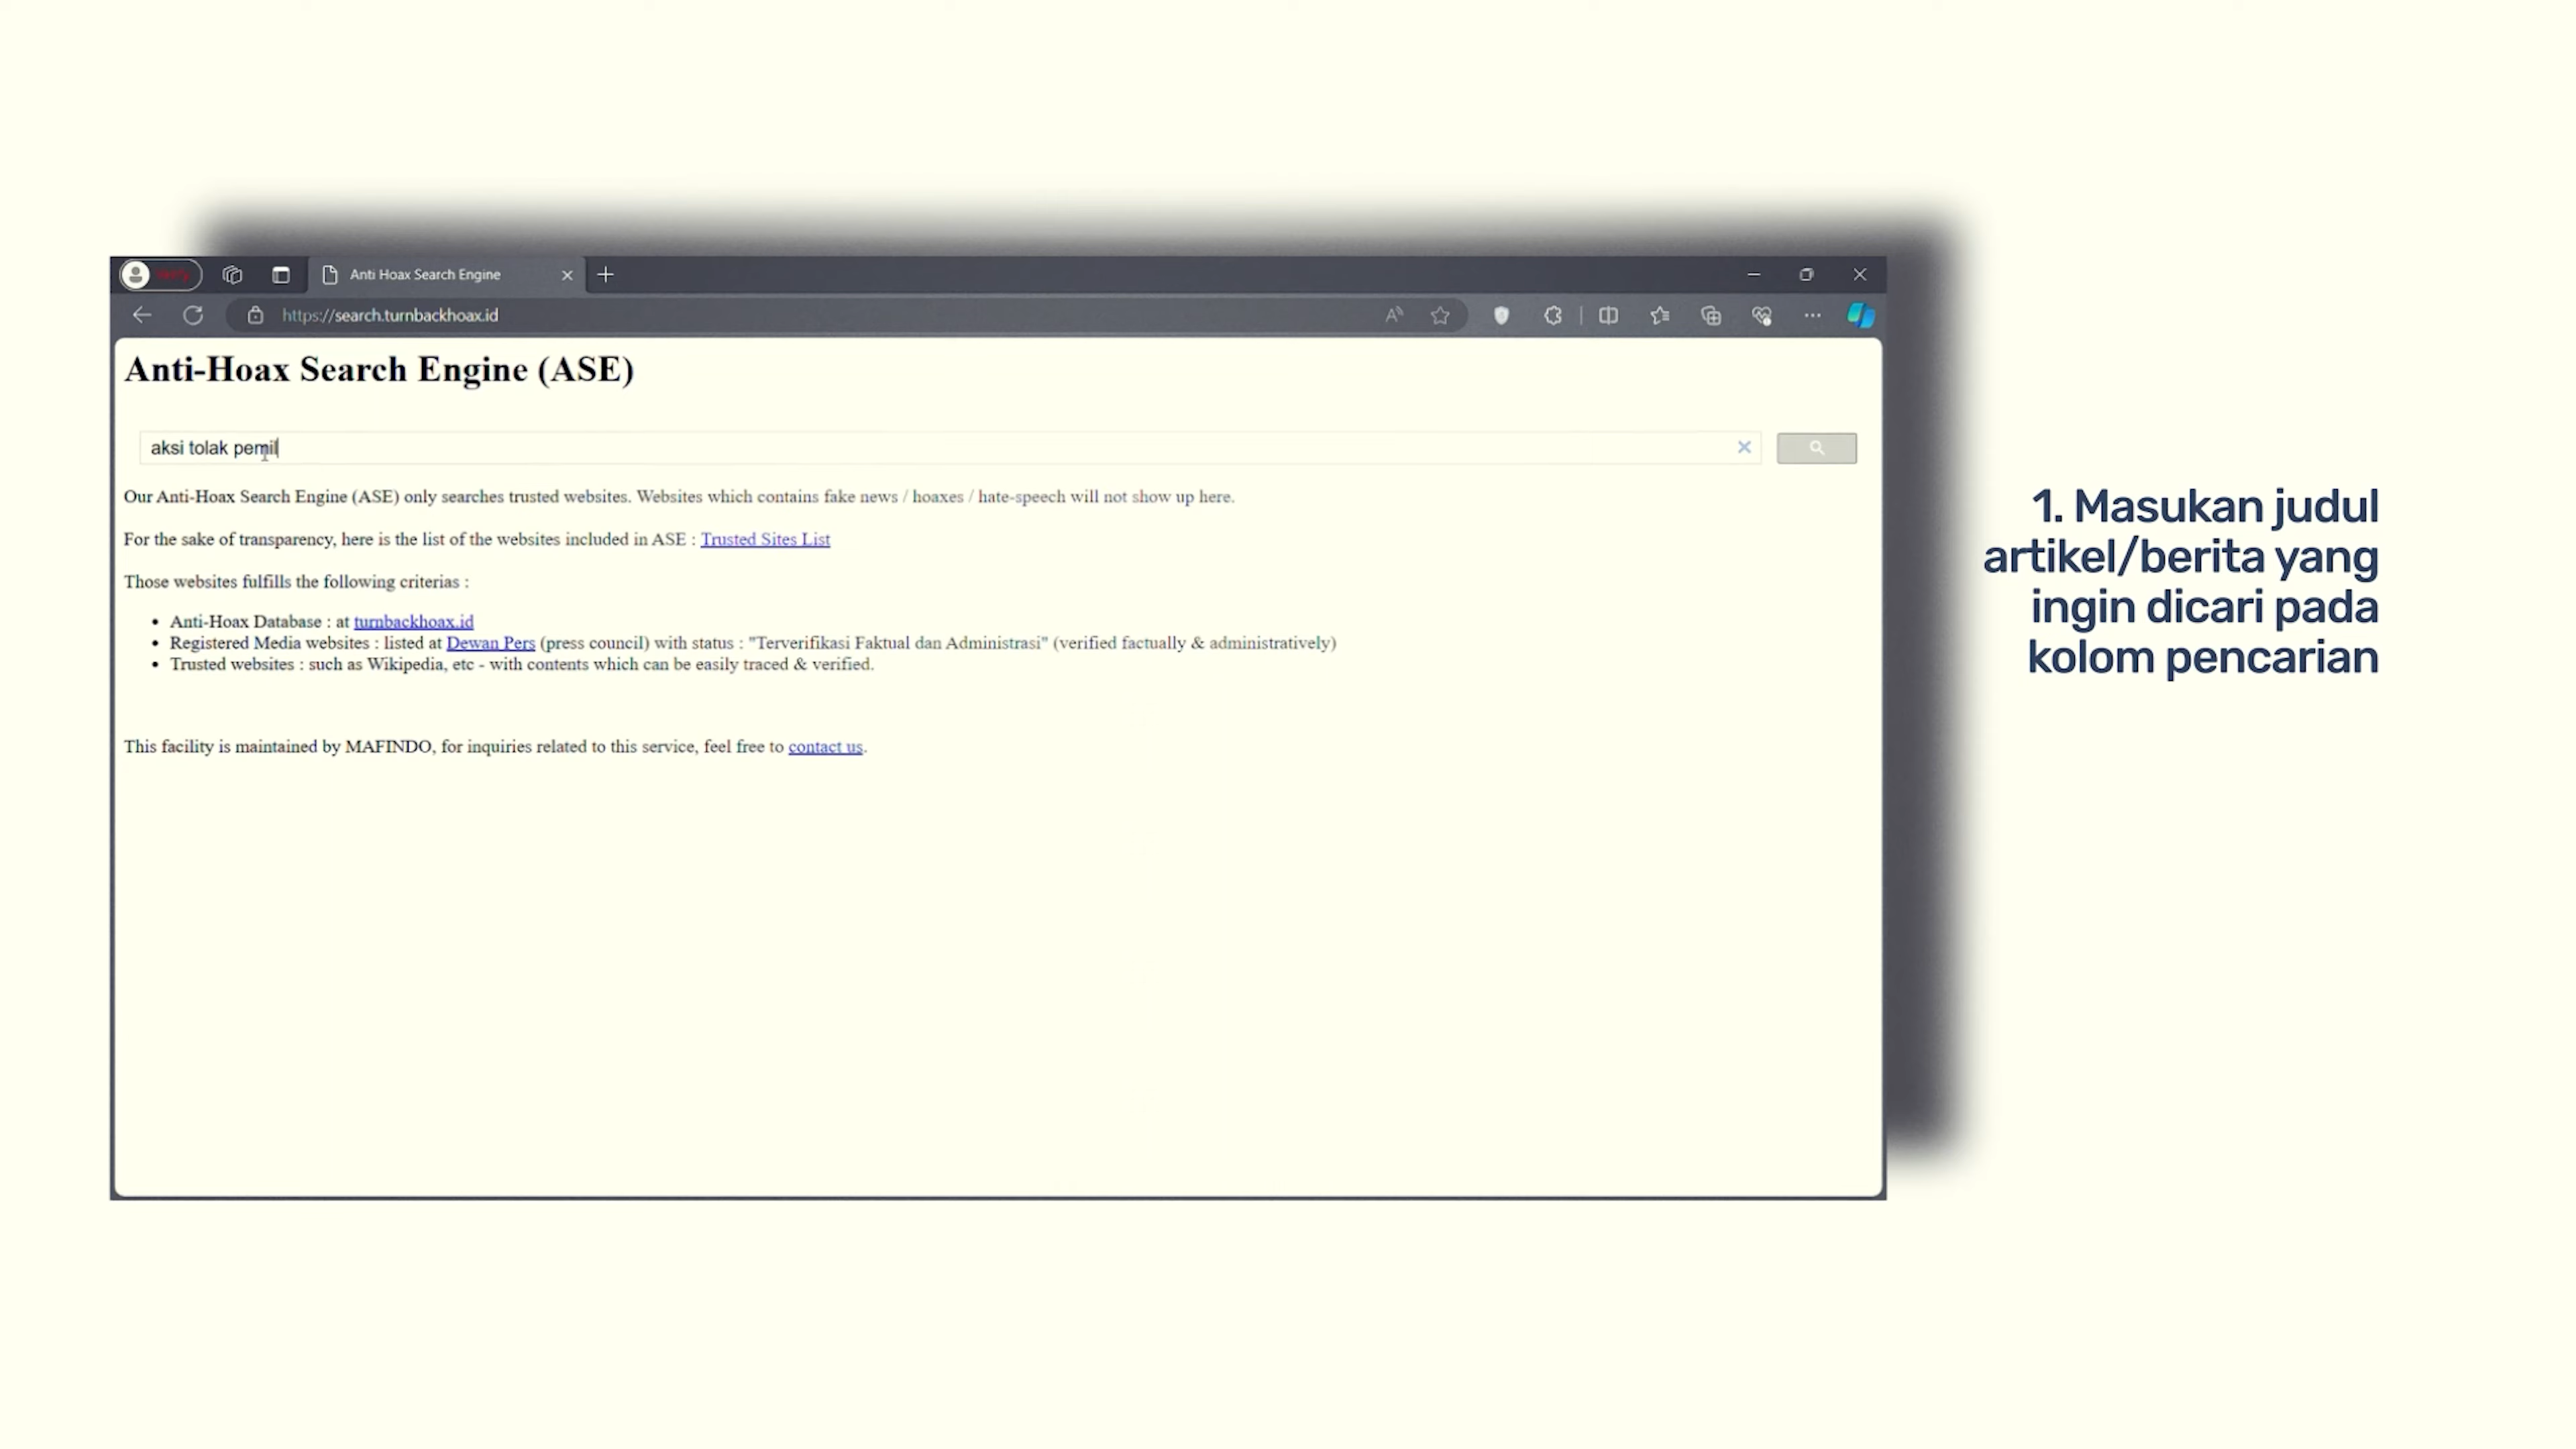 Anti Hoax Search Engine
https://search.turnbackhoax.id
Anti-Hoax Search Engine (ASE)
aksi tolak pemil
Our Anti-Hoax Search Engine (ASE) only searches trusted websites. Websites which contains fake news / hoaxes / hate-speech will not show up here.
For the sake of transparency, here is the list of the websites included in ASE : Trusted Sites List
Those websites fulfills the following criterias :
• Anti-Hoax Database : at turnbackhoax.id
• Registered Media websites : listed at Dewan Pers (press council) with status : "Terverifikasi Faktual dan Administrasi" (verified factually & administratively)
• Trusted websites : such as Wikipedia, etc - with contents which can be easily traced & verified.
This facility is maintained by MAFINDO, for inquiries related to this service, feel free to contact us.
1. Masukan judul
artikel/berita yang
ingin dicari pada
kolom pencarian